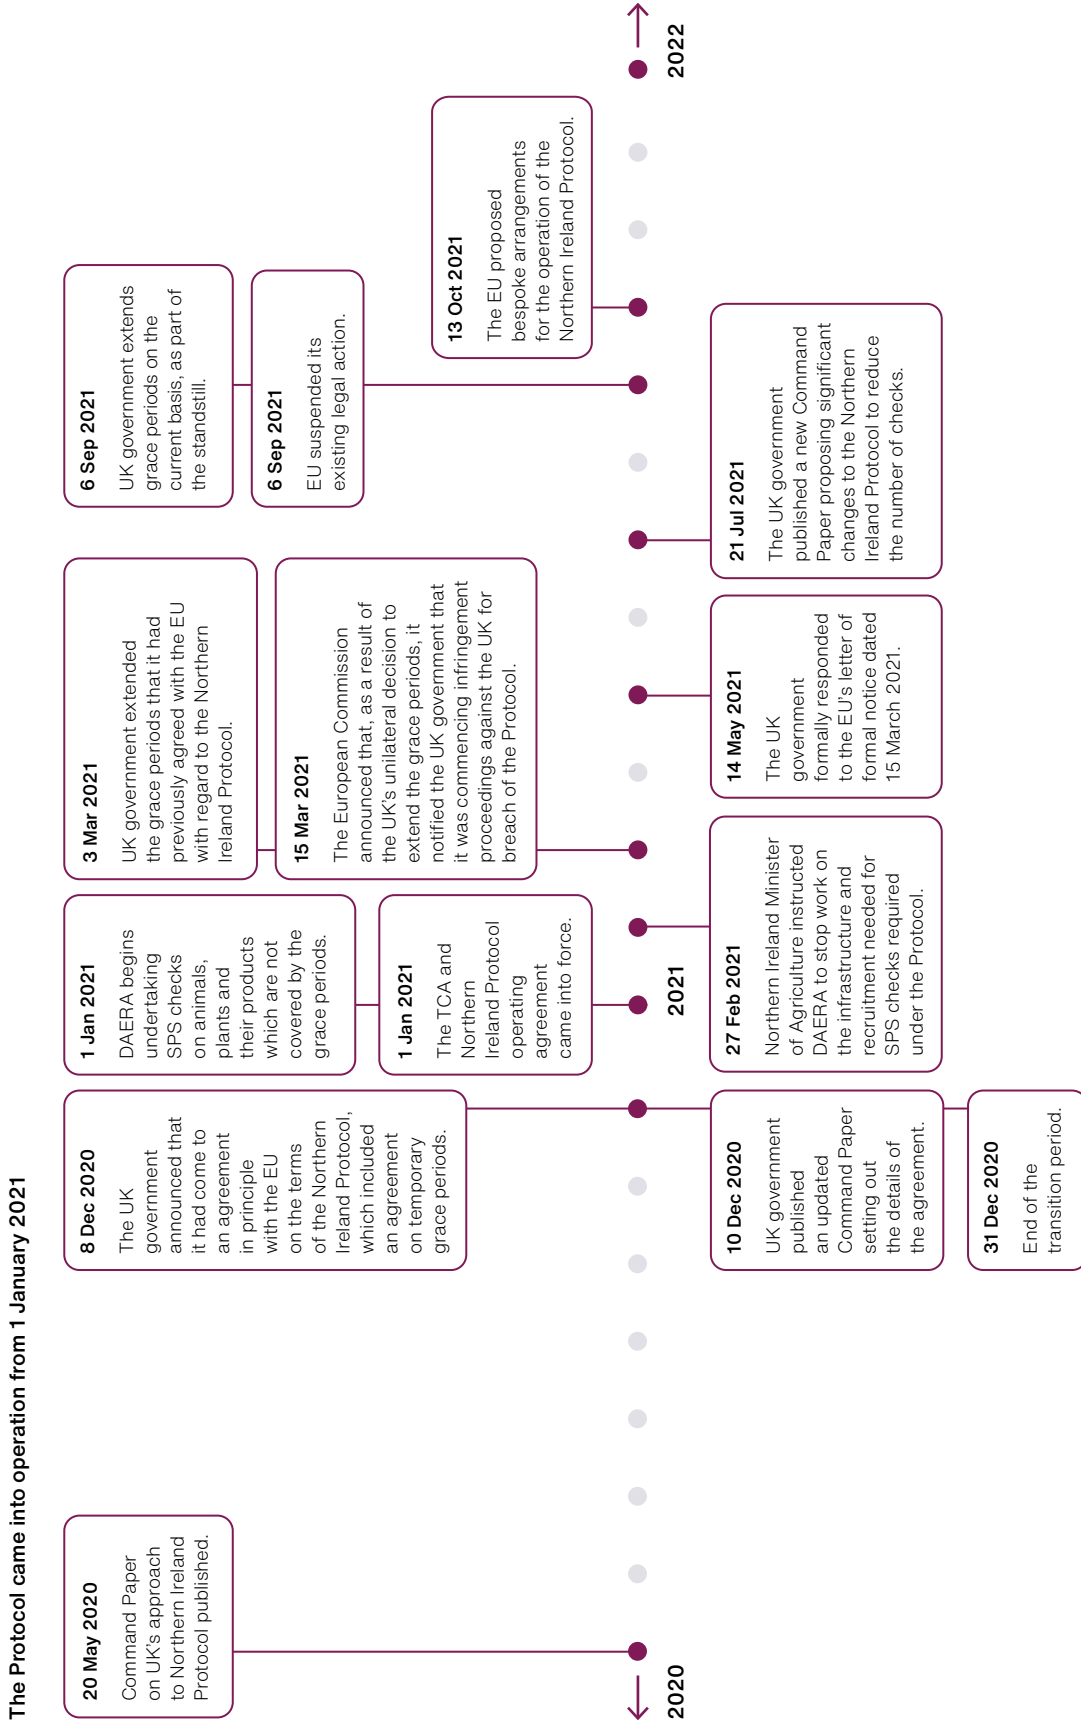 The Protocol came into operation from 1 January 2021
20 May 2020
Command Paper
on UK's approach
to Northern Ireland
Protocol published.
8 Dec 2020
The UK
government
announced that
it had come to
an agreement
in principle
with the EU
on the terms
of the Northern
Ireland Protocol,
which included
an agreement
on temporary
grace periods.
1 Jan 2021
DAERA begins
undertaking
SPS checks
on animals,
plants and
their products
which are not
covered by the
grace periods.
1 Jan 2021
The TCA and
Northern
Ireland Protocol
operating
agreement
came into force.
3 Mar 2021
UK government extended
the grace periods that it had
previously agreed with the EU
with regard to the Northern
Ireland Protocol.
15 Mar 2021
The European Commission
announced that, as a result of
the UK's unilateral decision to
extend the grace periods, it
notified the UK government that
it was commencing infringement
proceedings against the UK for
breach of the Protocol.
6 Sep 2021
UK government extends
grace periods on the
current basis, as part of
the standstill.
6 Sep 2021
EU suspended its
existing legal action.
13 Oct 2021
The EU proposed
bespoke arrangements
for the operation of the
Northern Ireland Protocol.
2020
2021
2022
10 Dec 2020
UK government
published
an updated
Command Paper
setting out
the details of
the agreement.
31 Dec 2020
End of the
transition period.
27 Feb 2021
Northern Ireland Minister
of Agriculture instructed
DAERA to stop work on
the infrastructure and
recruitment needed for
SPS checks required
under the Protocol.
14 May 2021
The UK
government
formally responded
to the EU's letter of
formal notice dated
15 March 2021.
21 Jul 2021
The UK government
published a new Command
Paper proposing significant
changes to the Northern
Ireland Protocol to reduce
the number of checks.